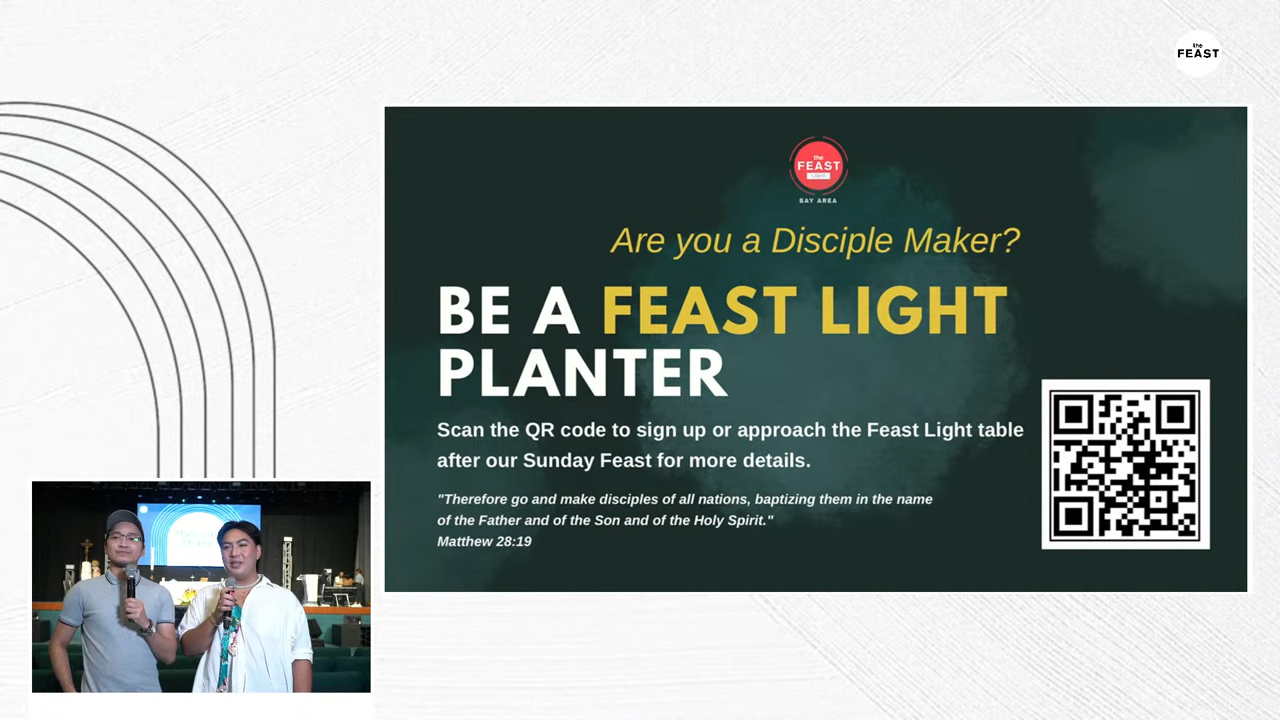 the
FEAST
the
FEAST
LIGHT
BAY AREA
Are you a Disciple Maker?
BE A FEAST LIGHT
PLANTER
Scan the QR code to sign up or approach the Feast Light table
after our Sunday Feast for more details.
"Therefore go and make disciples of all nations, baptizing them in the name
of the Father and of the Son and of the Holy Spirit."
Matthew 28:19